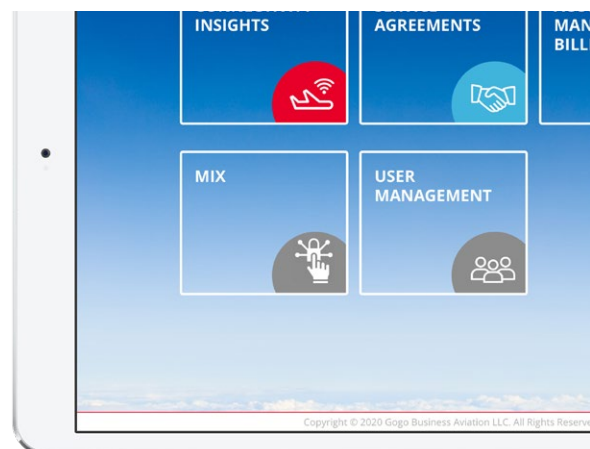 INSIGHTS
AGREEMENTS
MAN
BILL
MIX
USER
MANAGEMENT
Copyright © 2020 Gogo Business Aviation LLC. All Rights Reserve